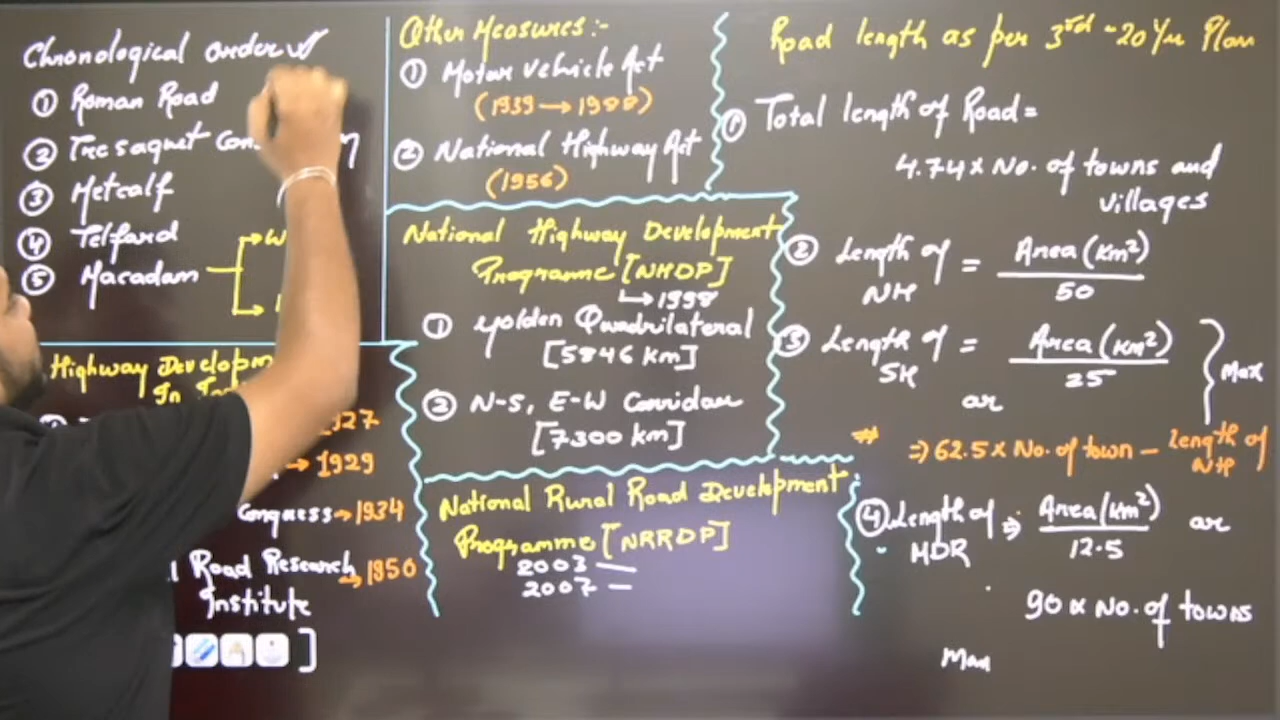 Chronological order
① Roman Road
② Tresaguet
③ Metcalf
④ Telford
⑤ Macadam
Highway
In
1927
→ 1929
Congress → 1934
Road Research → 1950
Institute
]
Other Measures:-
① Motor Vehicle Act
(1939 → 1988)
② National Highway Act
(1956)
National Highway Development
Programme [NHDP]
↳ 1998
① Golden Quadrilateral
[5846 km]
② N-S, E-W Corridor
[7300 km]
National Rural Road Development
Programme [NRRDP]
2003 —
2007 —
Road length as per 3rd - 20 Yr Plan
① Total length of Road =
4.74 x No. of towns and
villages
② Length of NH = Area (km²) / 50
③ Length of SH = Area (km²) / 25
or
Max
# ⇒ 62.5 x No. of town - length of NH
④ Length of MDR ⇒ Area (km²) / 12.5 or
90 x No. of towns
Max